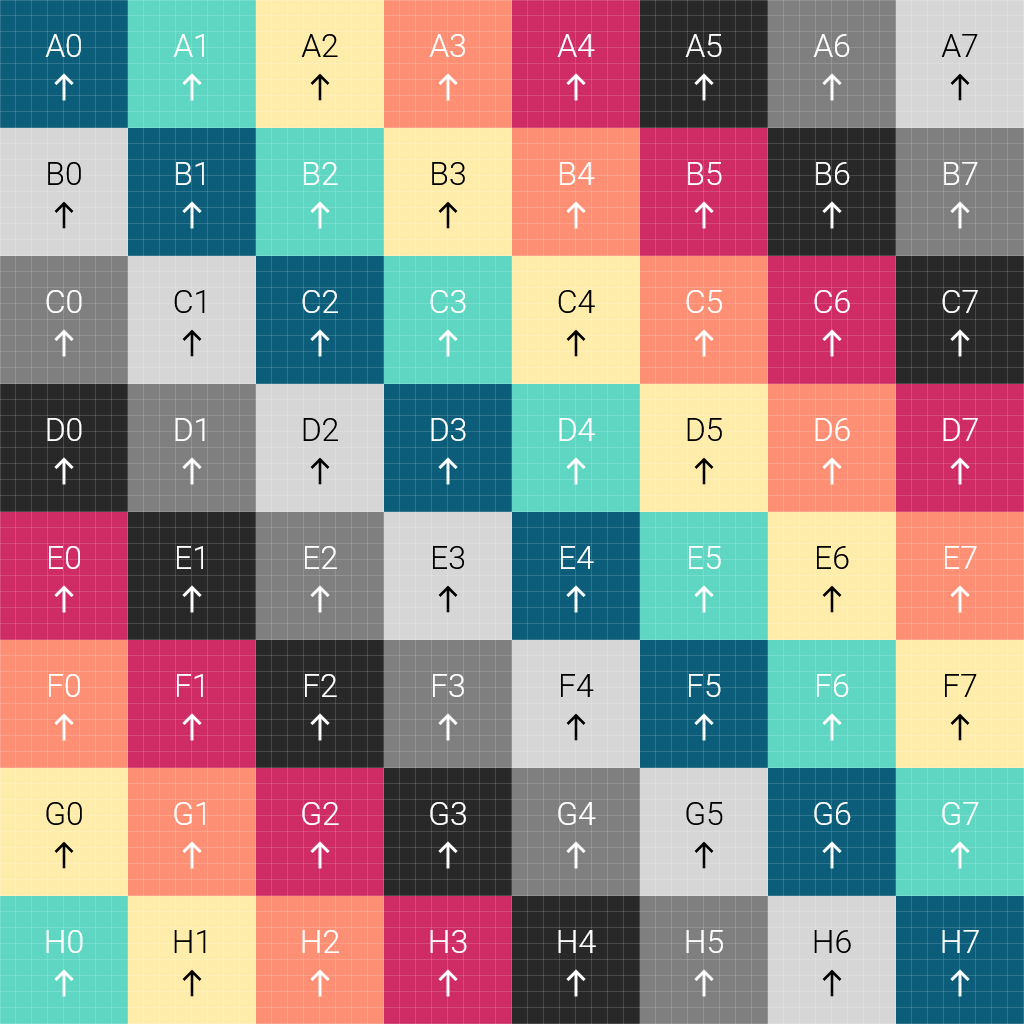 A0 A1 A2 A3 A4 A5 A6 A7
↑ ↑ ↑ ↑ ↑ ↑ ↑ ↑
B0 B1 B2 B3 B4 B5 B6 B7
↑ ↑ ↑ ↑ ↑ ↑ ↑ ↑
C0 C1 C2 C3 C4 C5 C6 C7
↑ ↑ ↑ ↑ ↑ ↑ ↑ ↑
D0 D1 D2 D3 D4 D5 D6 D7
↑ ↑ ↑ ↑ ↑ ↑ ↑ ↑
E0 E1 E2 E3 E4 E5 E6 E7
↑ ↑ ↑ ↑ ↑ ↑ ↑ ↑
F0 F1 F2 F3 F4 F5 F6 F7
↑ ↑ ↑ ↑ ↑ ↑ ↑ ↑
G0 G1 G2 G3 G4 G5 G6 G7
↑ ↑ ↑ ↑ ↑ ↑ ↑ ↑
H0 H1 H2 H3 H4 H5 H6 H7
↑ ↑ ↑ ↑ ↑ ↑ ↑ ↑